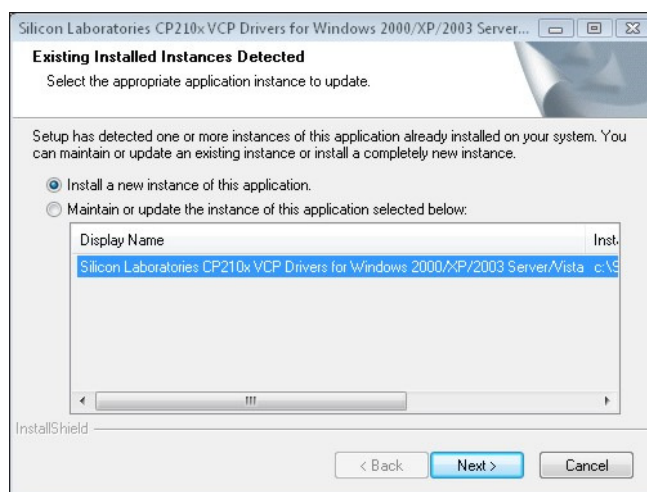 Silicon Laboratories CP210x VCP Drivers for Windows 2000/XP/2003 Server...
Existing Installed Instances Detected
Select the appropriate application instance to update.
Setup has detected one or more instances of this application already installed on your system. You
can maintain or update an existing instance or install a completely new instance.
Install a new instance of this application.
Maintain or update the instance of this application selected below:
Display Name Inst
Silicon Laboratories CP210x VCP Drivers for Windows 2000/XP/2003 Server/Vista c:\S
InstallShield
< Back Next > Cancel